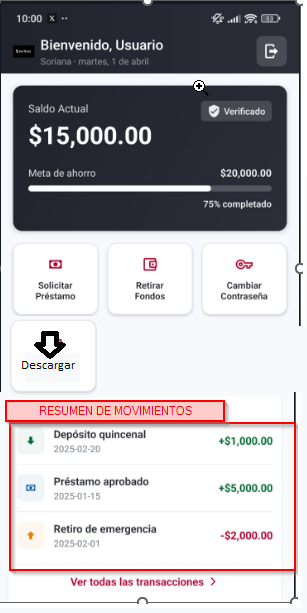 10:00 X
33
Bienvenido, Usuario
Soriana - martes, 1 de abril
Saldo Actual
Verificado
$15,000.00
Meta de ahorro
$20,000.00
75% completado
Solicitar
Préstamo
Retirar
Fondos
Cambiar
Contraseña
Descargar
RESUMEN DE MOVIMIENTOS
Depósito quincenal
+$1,000.00
2025-02-20
Préstamo aprobado
+$5,000.00
2025-01-15
Retiro de emergencia
-$2,000.00
2025-02-01
Ver todas las transacciones >